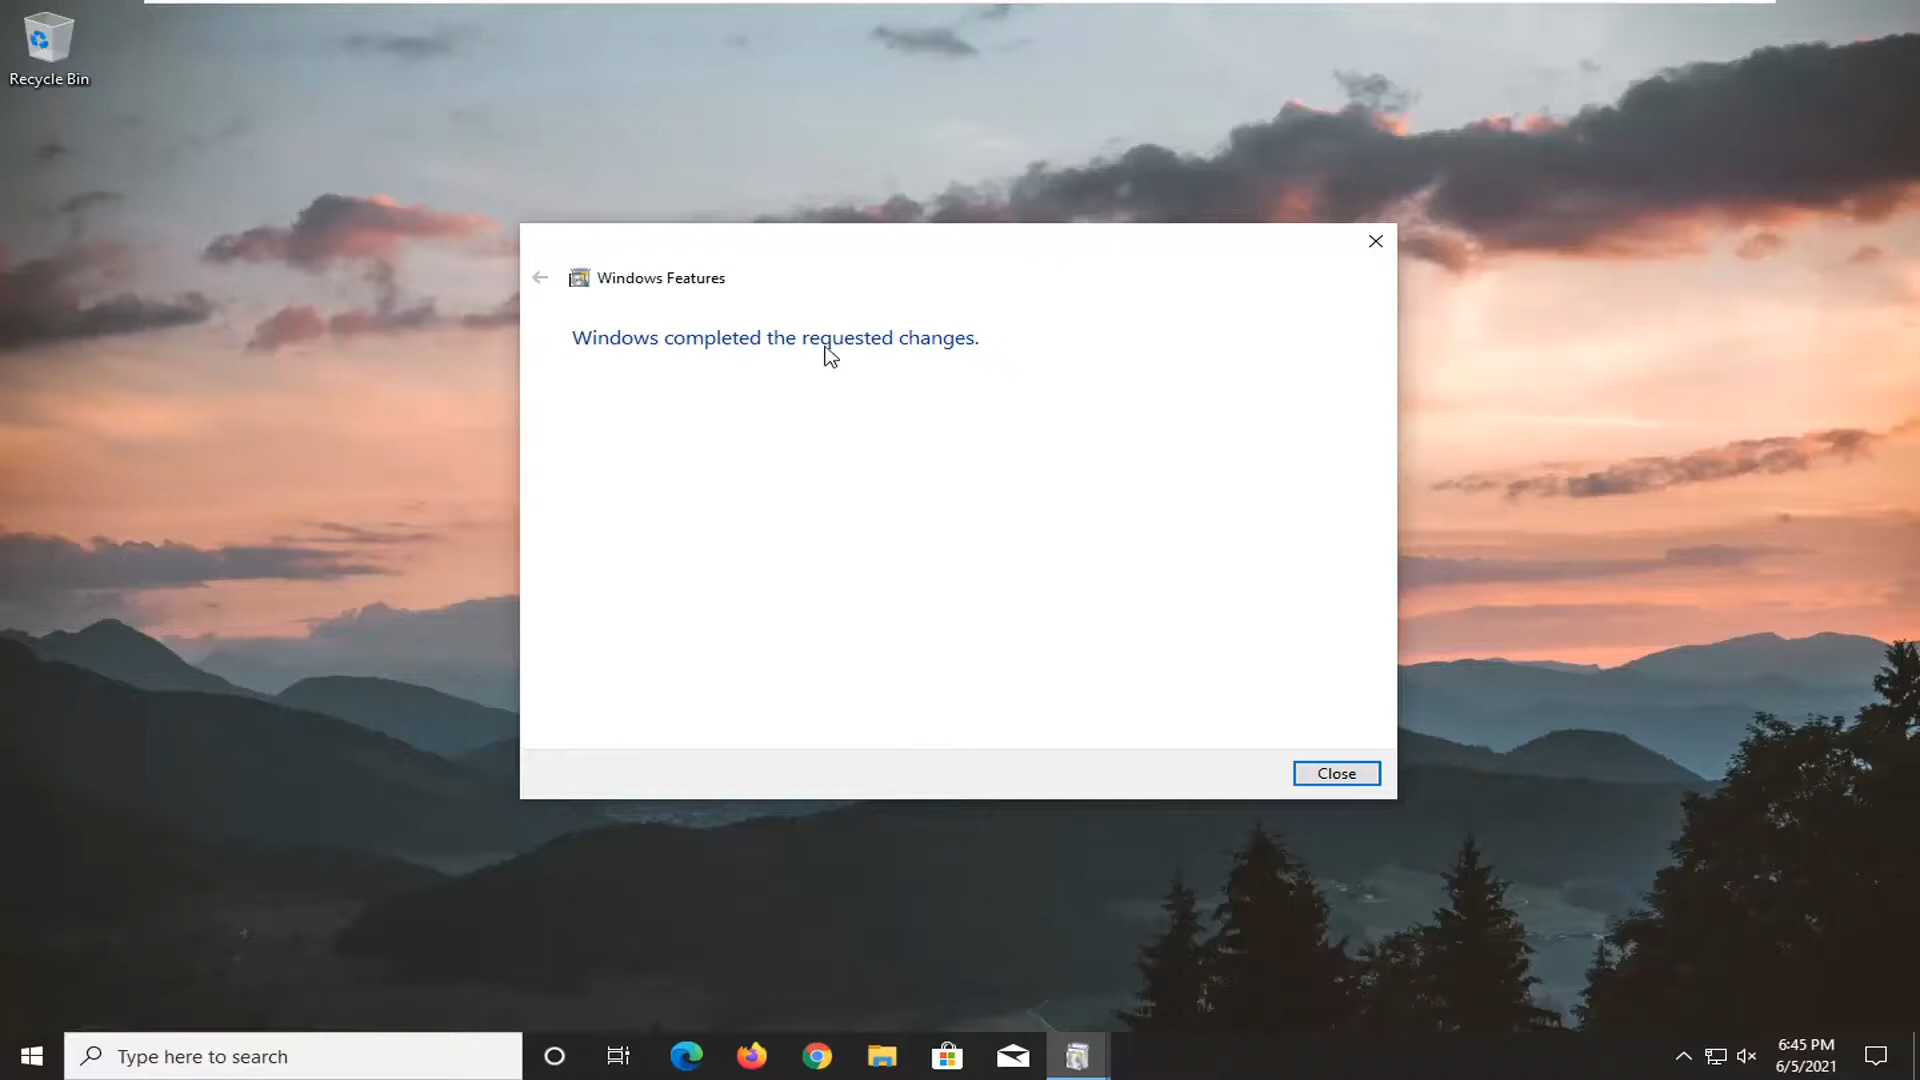 Recycle Bin
Windows Features
Windows completed the requested changes.
Close
Type here to search
6:45 PM
6/5/2021